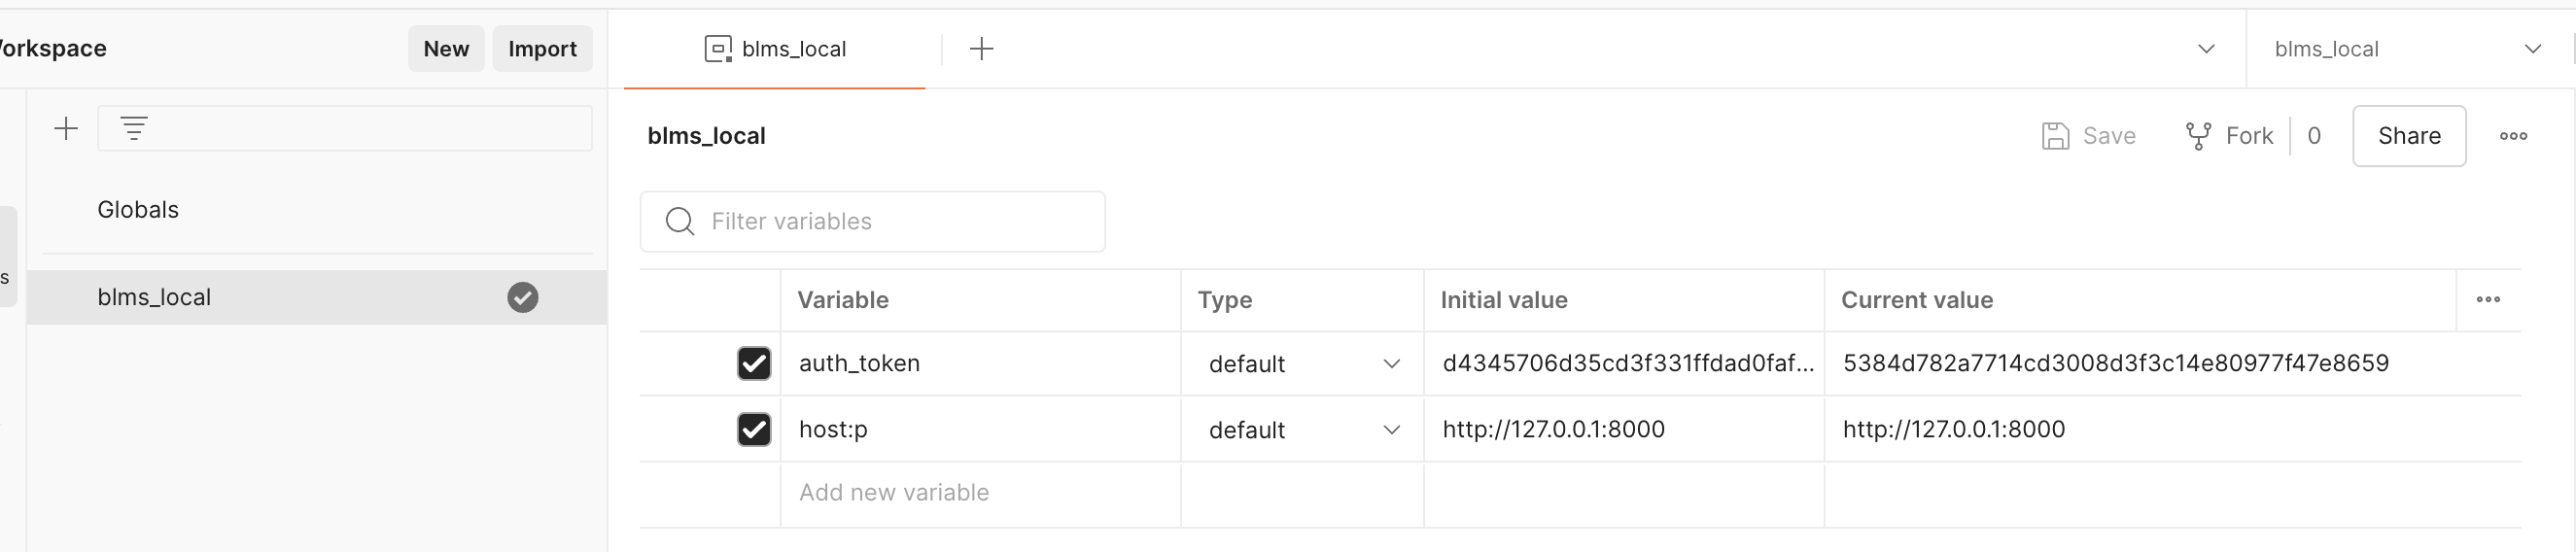 orkspace New Import blms_local blms_local
blms_local Save Fork 0 Share
Filter variables
Globals
s
blms_local
Variable Type Initial value Current value
auth_token default d4345706d35cd3f331ffdad0faf... 5384d782a7714cd3008d3f3c14e80977f47e8659
host:p default http://127.0.0.1:8000 http://127.0.0.1:8000
Add new variable